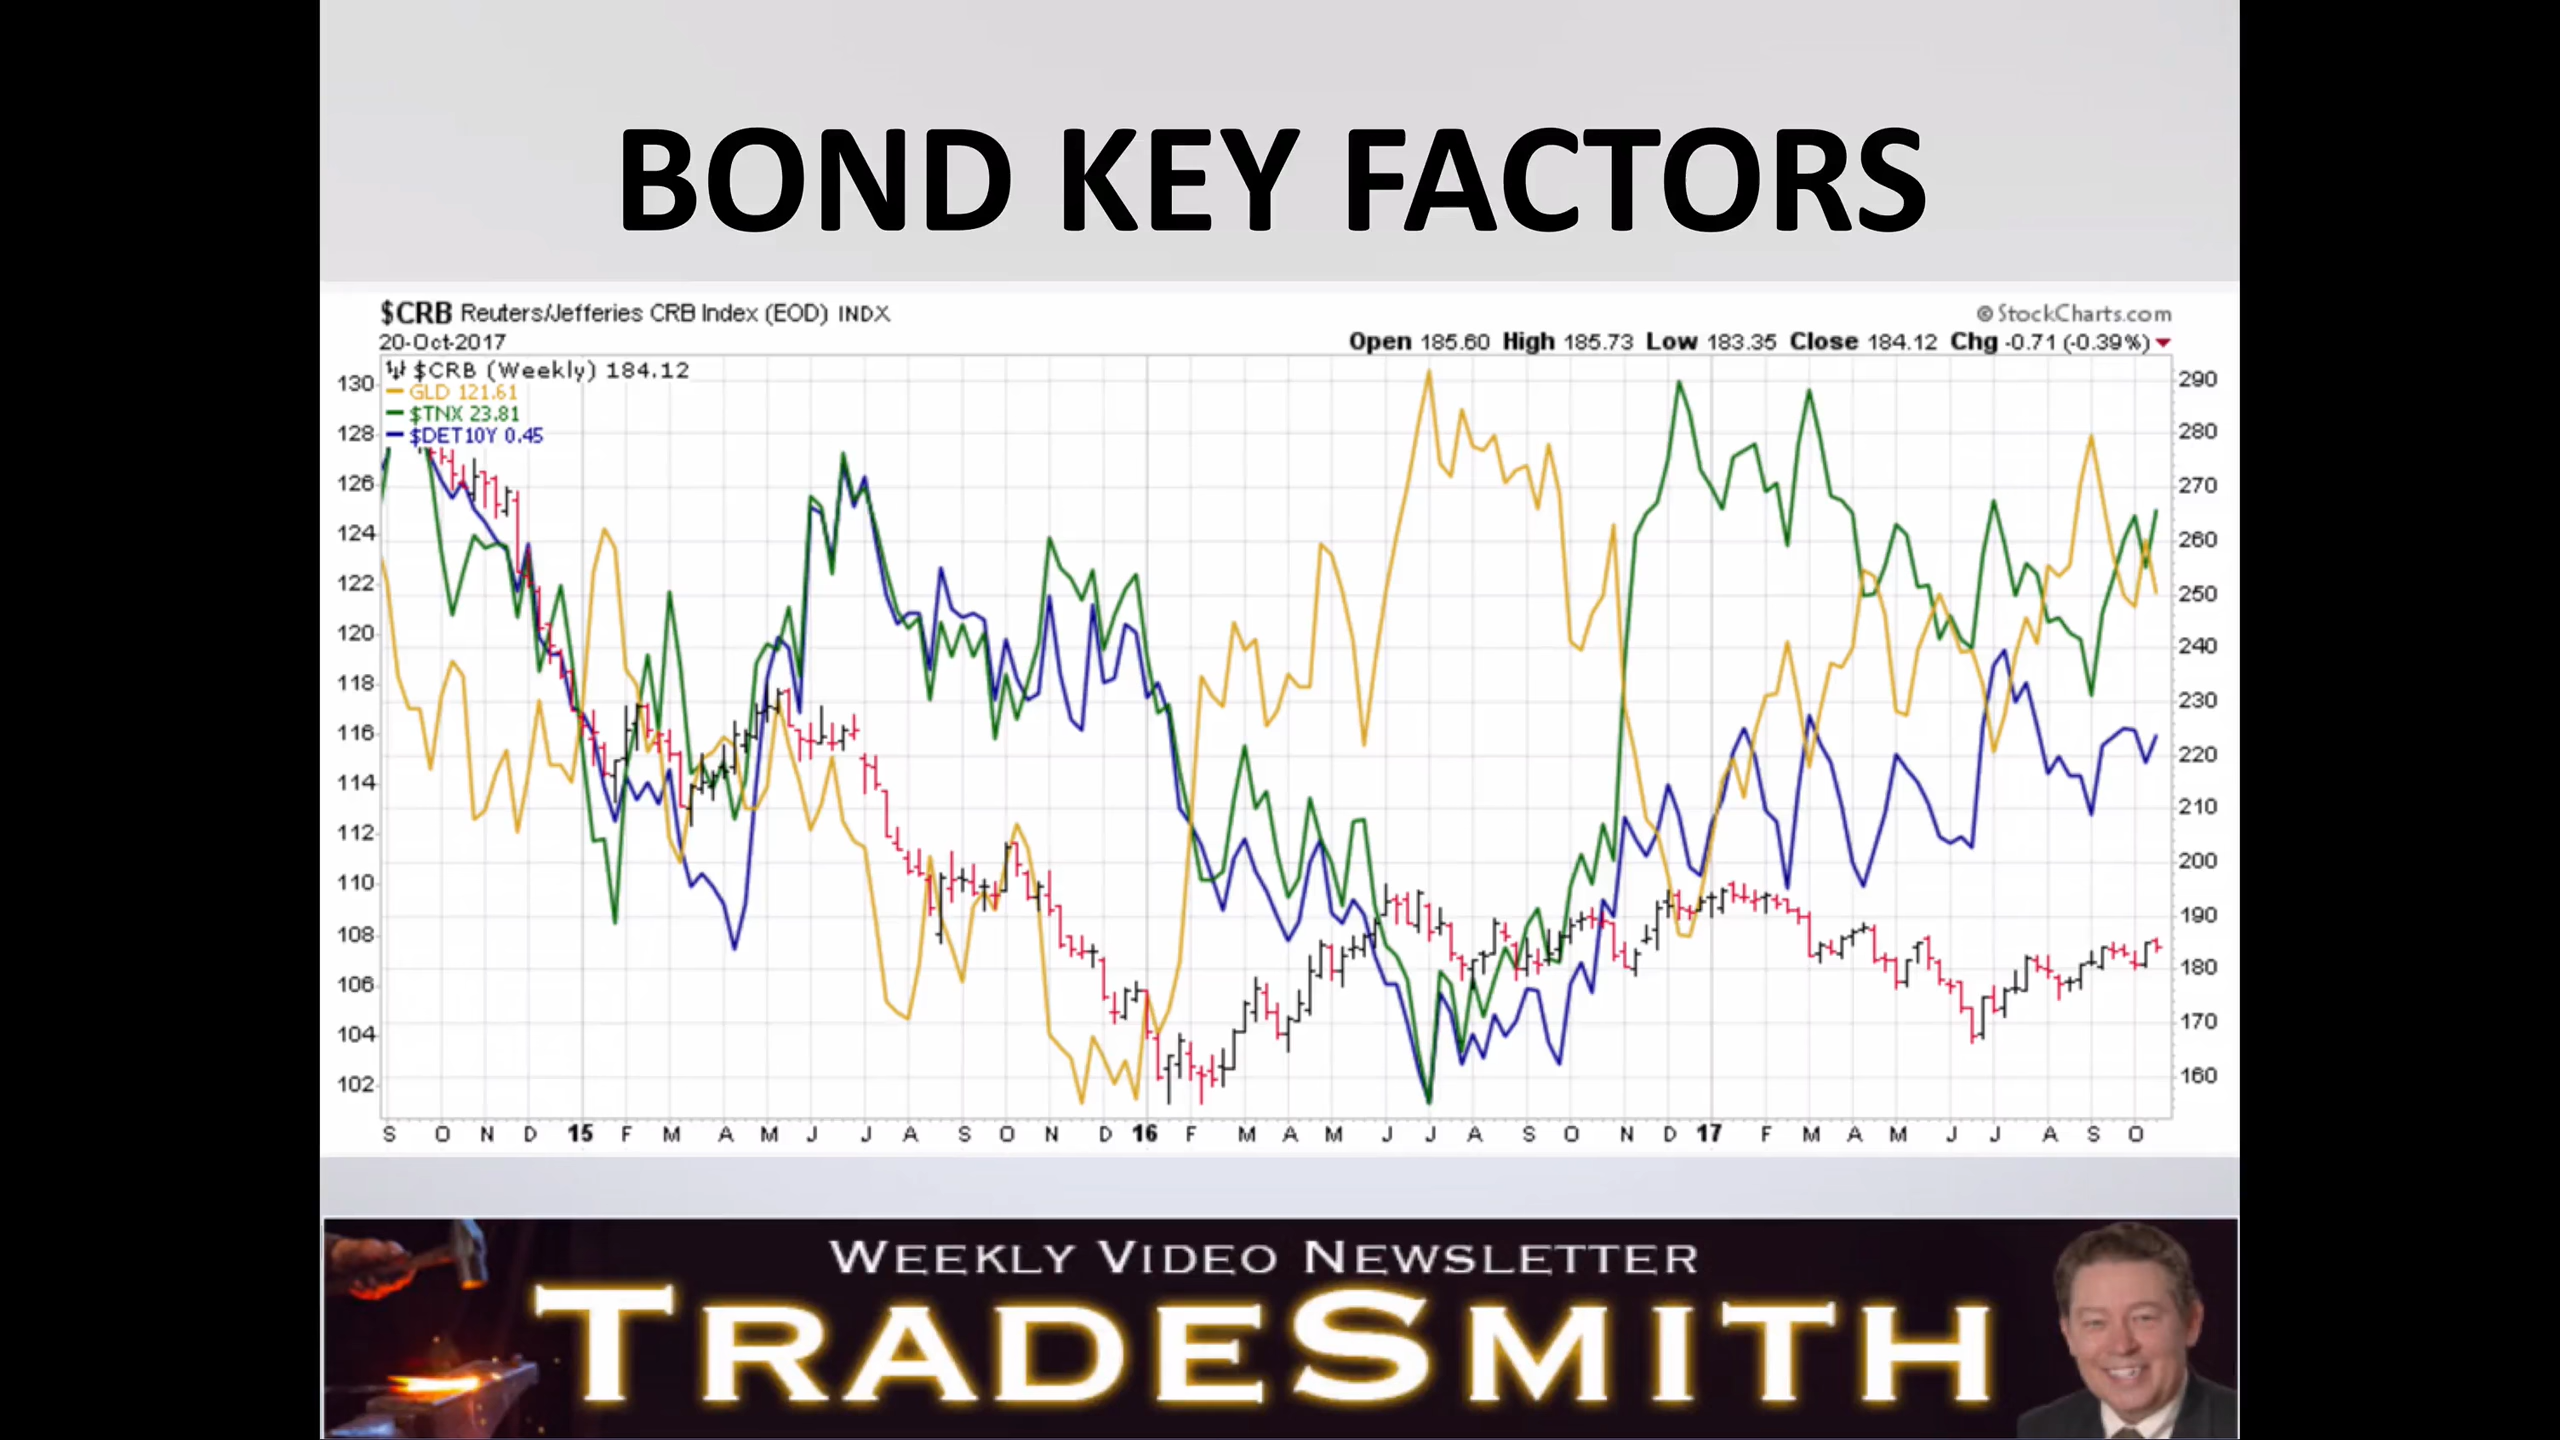 BOND KEY FACTORS
$CRB Reuters/Jefferies CRB Index (EOD) INDX
© StockCharts.com
20-Oct-2017
Open 185.60 High 185.73 Low 183.35 Close 184.12 Chg -0.71 (-0.39%)
$CRB (Weekly) 184.12
GLD 121.61
$TNX 23.81
$DET10Y 0.45
130
128
126
124
122
120
118
116
114
112
110
108
106
104
102
290
280
270
260
250
240
230
220
210
200
190
180
170
160
S O N D 15 F M A M J J A S O N D 16 F M A M J J A S O N D 17 F M A M J J A S O
WEEKLY VIDEO NEWSLETTER
TRADESMITH